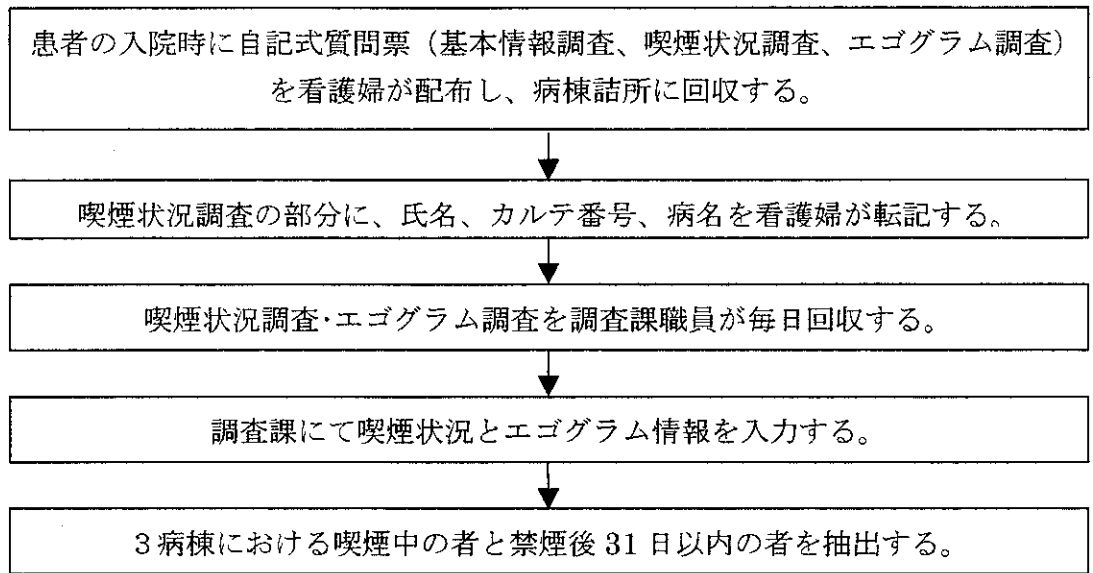 患者の入院時に自記式質問票（基本情報調査、喫煙状況調査、エゴグラム調査）
を看護婦が配布し、病棟詰所に回収する。
喫煙状況調査の部分に、氏名、カルテ番号、病名を看護婦が転記する。
喫煙状況調査・エゴグラム調査を調査課職員が毎日回収する。
調査課にて喫煙状況とエゴグラム情報を入力する。
３病棟における喫煙中の者と禁煙後 31 日以内の者を抽出する。